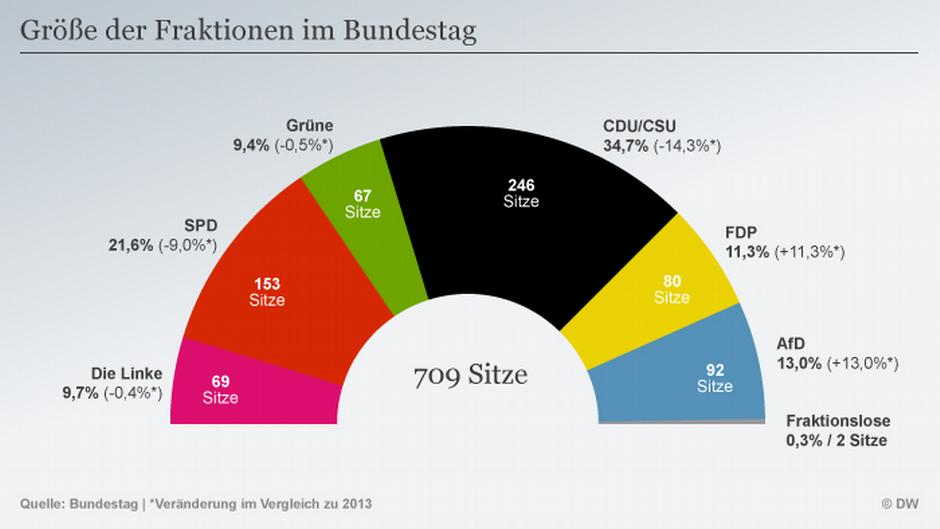 Größe der Fraktionen im Bundestag
Grüne
9,4% (-0,5%*)
CDU/CSU
34,7% (-14,3%*)
67
Sitze
246
Sitze
SPD
21,6% (-9,0%*)
FDP
11,3% (+11,3%*)
153
Sitze
80
Sitze
Die Linke
9,7% (-0,4%*)
69
Sitze
709 Sitze
92
Sitze
AfD
13,0% (+13,0%*)
Fraktionslose
0,3% / 2 Sitze
Quelle: Bundestag | *Veränderung im Vergleich zu 2013
© DW